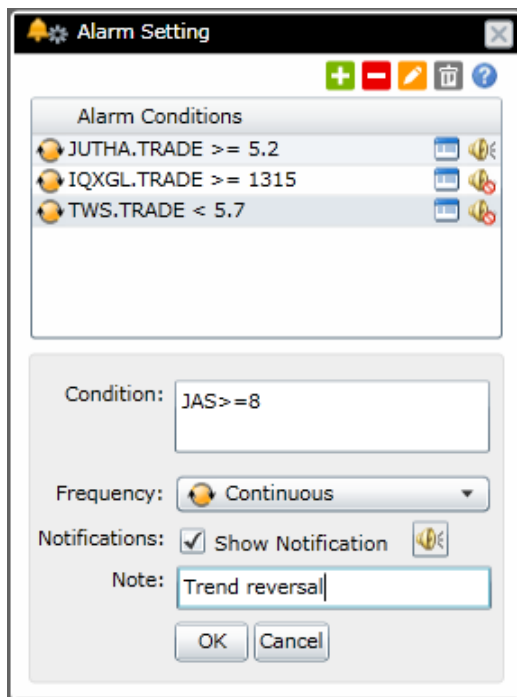 Alarm Setting
Alarm Conditions
JUTHA.TRADE >= 5.2
IQXGL.TRADE >= 1315
TWS.TRADE < 5.7
Condition: JAS>=8
Frequency: Continuous
Notifications: Show Notification
Note: Trend reversal
OK Cancel